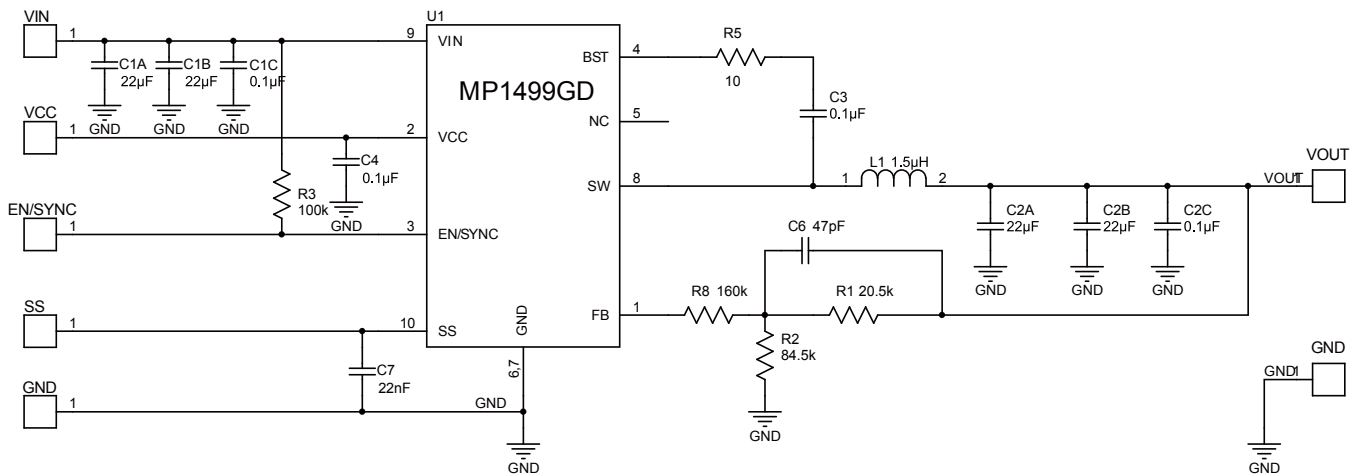 VIN
1
C1A
22µF
C1B
22µF
C1C
0.1µF
GND
GND
GND
VCC
1
C4
0.1µF
GND
R3
100k
EN/SYNC
1
SS
1
C7
22nF
GND
1
GND
GND
U1
MP1499GD
9
VIN
2
VCC
3
EN/SYNC
10
SS
GND
6,7
BST
4
NC
5
SW
8
FB
1
R5
10
C3
0.1µF
L1 1.5µH
1
2
C2A
22µF
GND
C2B
22µF
GND
C2C
0.1µF
GND
VOUT
VOUT
1
C6 47pF
R8 160k
R1 20.5k
R2
84.5k
GND
GND
GND
1
GND